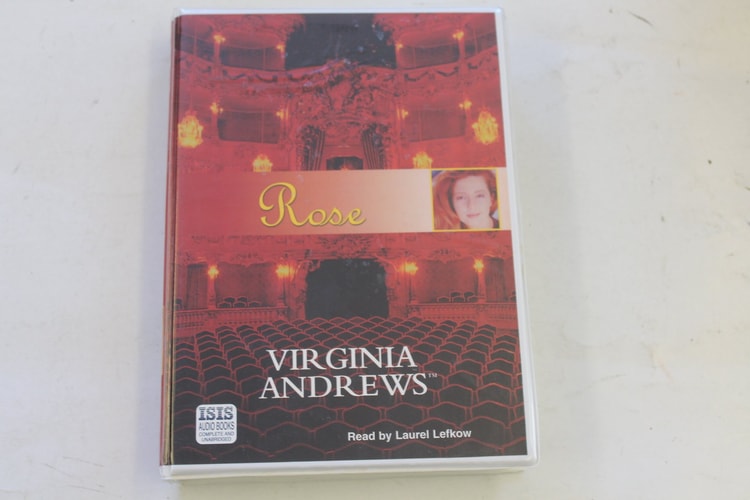 Rose
VIRGINIA
ANDREWS™
ISIS
AUDIO BOOKS
COMPLETE AND
UNABRIDGED
Read by Laurel Lefkow